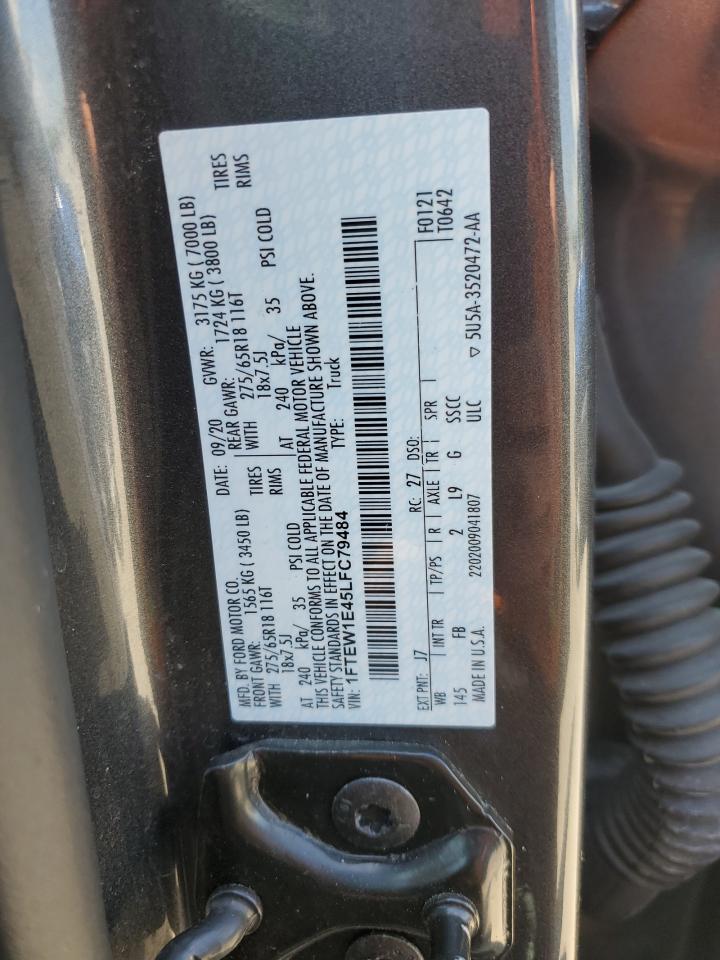 MFD. BY FORD MOTOR CO.
DATE: 09/20 GVWR: 3175 KG ( 7000 LB)
FRONT GAWR: 1565 KG ( 3450 LB) REAR GAWR: 1724 KG ( 3800 LB)
WITH 275/65R18 116T TIRES WITH 275/65R18 116T TIRES
18x7.5J RIMS 18x7.5J RIMS
AT 240 kPa/ 35 PSI COLD AT 240 kPa/ 35 PSI COLD
THIS VEHICLE CONFORMS TO ALL APPLICABLE FEDERAL MOTOR VEHICLE
SAFETY STANDARDS IN EFFECT ON THE DATE OF MANUFACTURE SHOWN ABOVE.
VIN: 1FTEW1E45LFC79484 TYPE: Truck
EXT PNT: J7 RC: 27 DSO: F0121
WB INT TR TP/PS R AXLE TR SPR T0642
145 FB 2 L9 G SSCC
MADE IN U.S.A. 2202009041807 ULC ▽ 5U5A-3520472-AA